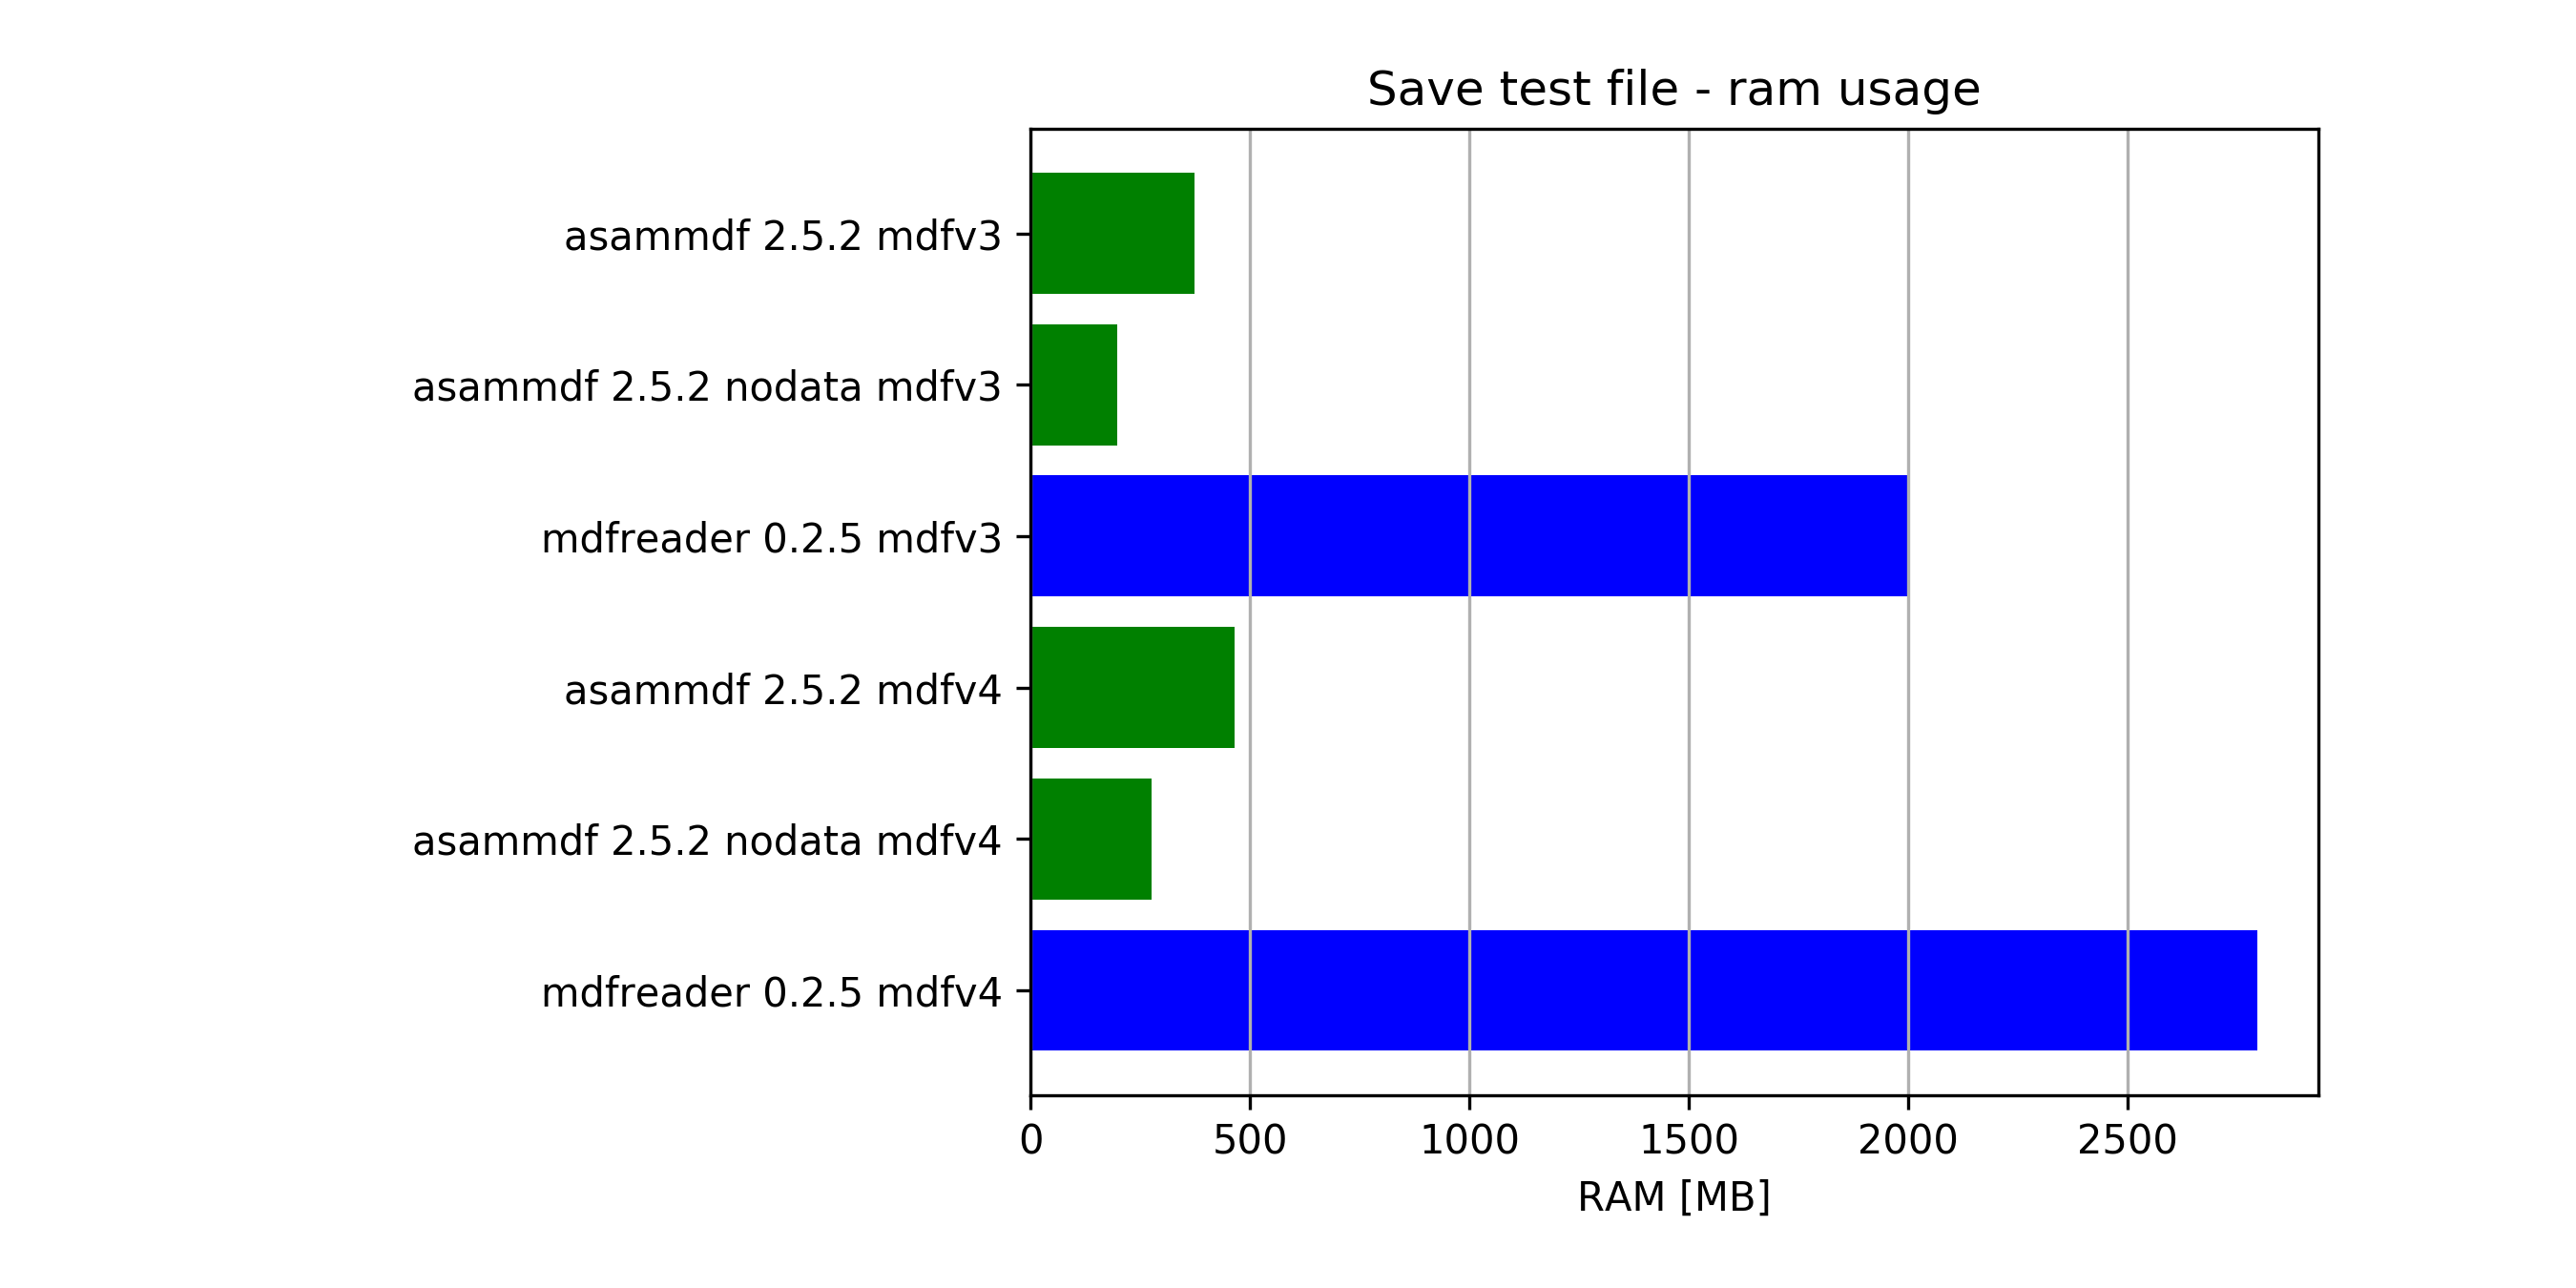 Save test file - ram usage
asammdf 2.5.2 mdfv3
asammdf 2.5.2 nodata mdfv3
mdfreader 0.2.5 mdfv3
asammdf 2.5.2 mdfv4
asammdf 2.5.2 nodata mdfv4
mdfreader 0.2.5 mdfv4
0 500 1000 1500 2000 2500
RAM [MB]